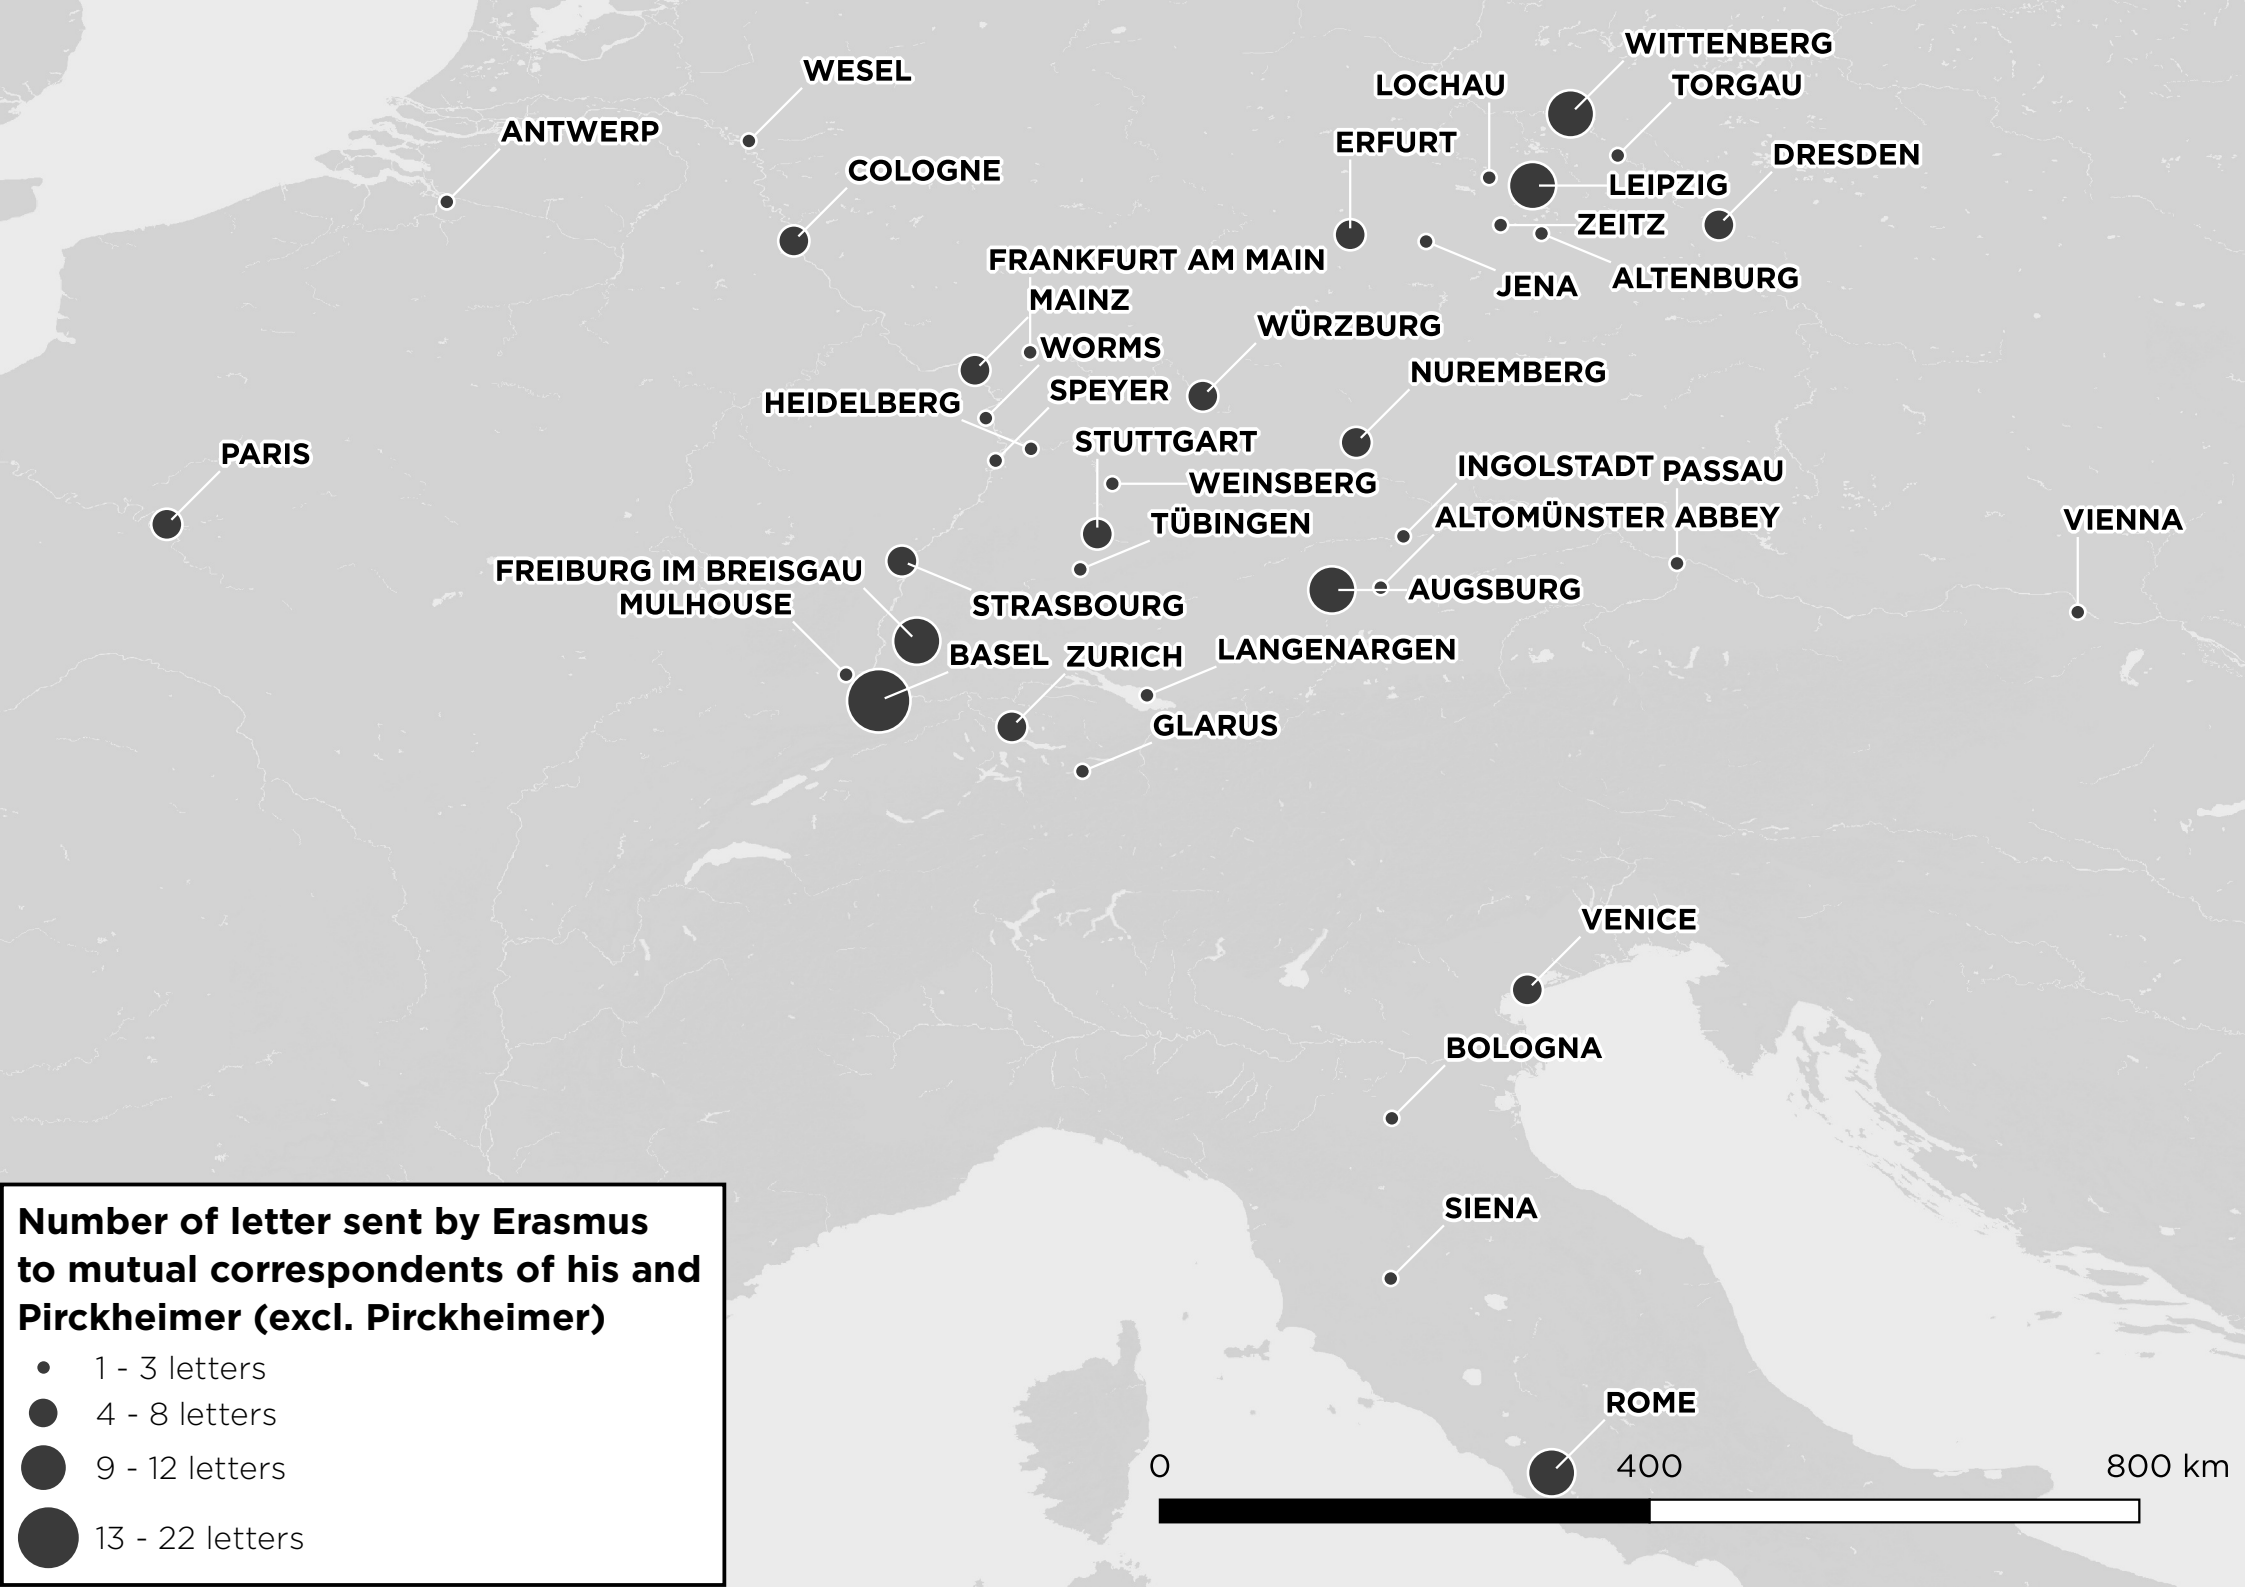 WITTENBERG
WESEL
LOCHAU
TORGAU
ANTWERP
ERFURT
DRESDEN
COLOGNE
LEIPZIG
ZEITZ
FRANKFURT AM MAIN
ALTENBURG
JENA
MAINZ
WÜRZBURG
WORMS
NUREMBERG
SPEYER
HEIDELBERG
STUTTGART
PARIS
INGOLSTADT
PASSAU
WEINSBERG
ALTOMÜNSTER ABBEY
VIENNA
TÜBINGEN
FREIBURG IM BREISGAU
AUGSBURG
MULHOUSE
STRASBOURG
LANGENARGEN
BASEL
ZURICH
GLARUS
VENICE
BOLOGNA
SIENA
ROME
Number of letter sent by Erasmus
to mutual correspondents of his and
Pirckheimer (excl. Pirckheimer)
1 - 3 letters
4 - 8 letters
9 - 12 letters
13 - 22 letters
0 400 800 km